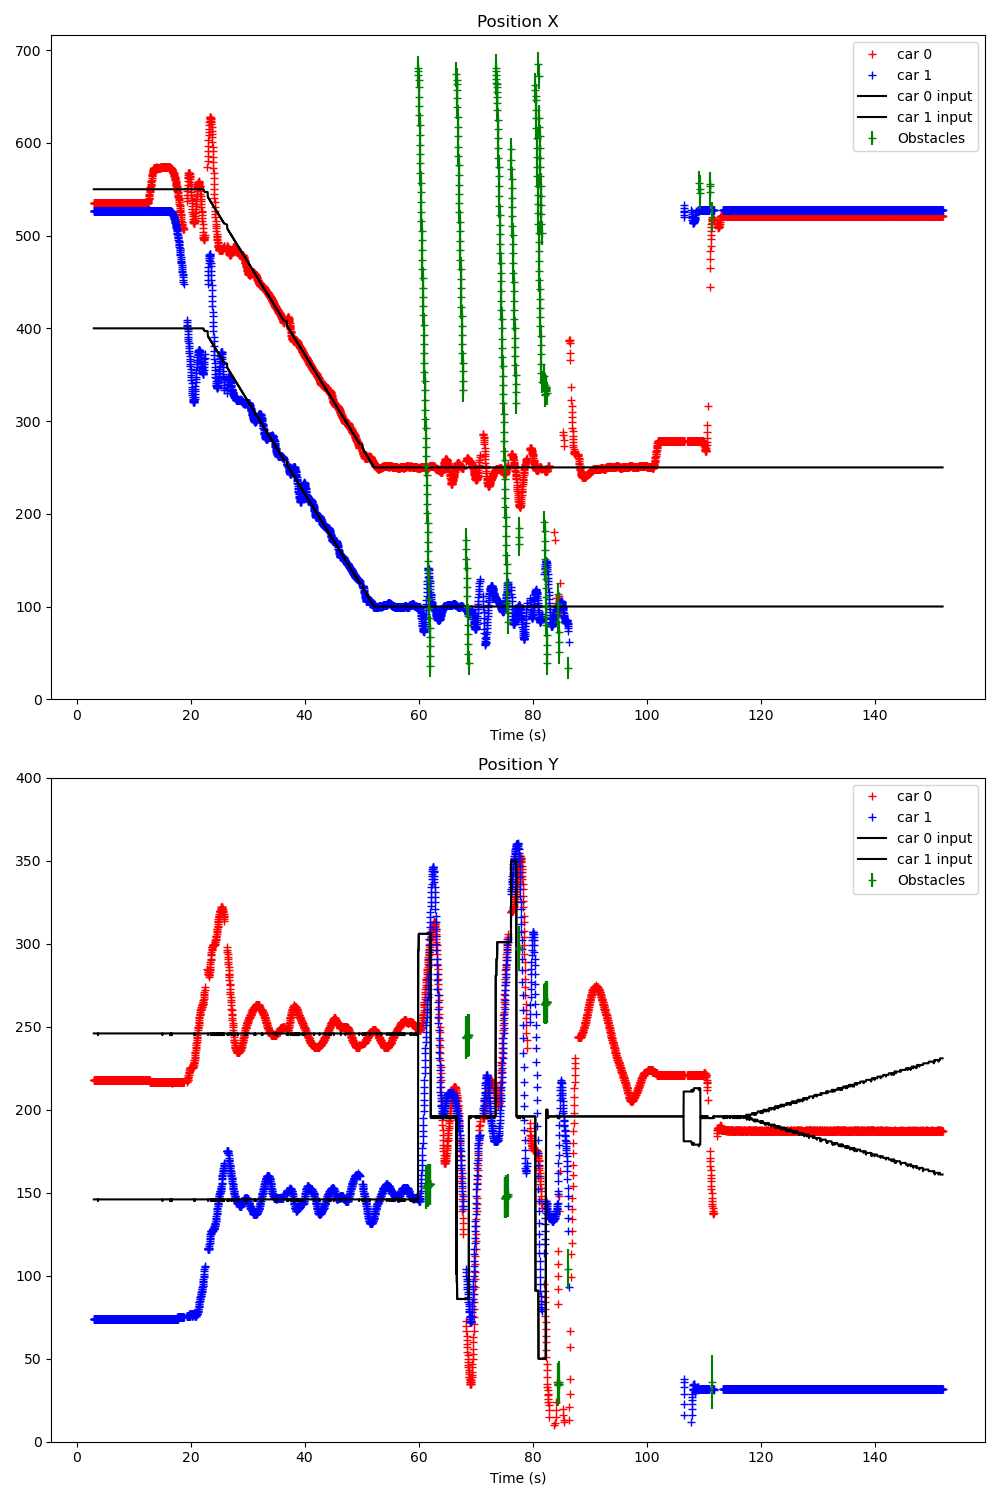 Position X
700
600
500
400
300
200
100
0
car 0
car 1
car 0 input
car 1 input
Obstacles
0 20 40 60 80 100 120 140
Time (s)
Position Y
400
350
300
250
200
150
100
50
0
car 0
car 1
car 0 input
car 1 input
Obstacles
0 20 40 60 80 100 120 140
Time (s)